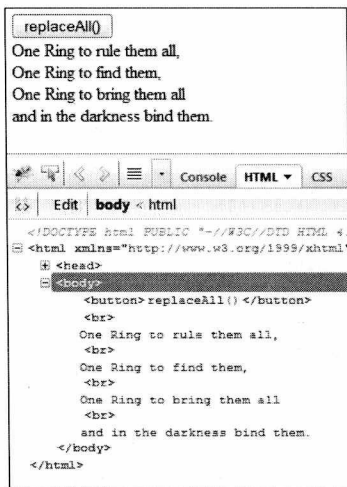 replaceAll()
One Ring to rule them all,
One Ring to find them,
One Ring to bring them all
and in the darkness bind them.
Console HTML CSS
Edit body < html
<!DOCTYPE html PUBLIC "-//W3C//DTD HTML 4.
<html xmlns="http://www.w3.org/1999/xhtml"
<head>
<body>
<button>replaceAll()</button>
<br>
One Ring to rule them all,
<br>
One Ring to find them,
<br>
One Ring to bring them all
<br>
and in the darkness bind them.
</body>
</html>